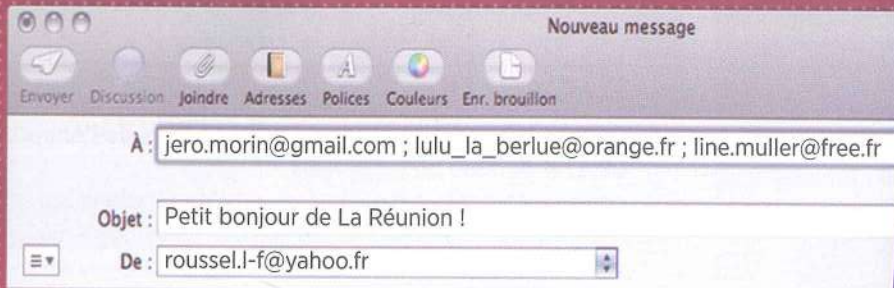 Nouveau message
Envoyer Discussion Joindre Adresses Polices Couleurs Enr. brouillon
À : jero.morin@gmail.com ; lulu_la_berlue@orange.fr ; line.muller@free.fr
Objet : Petit bonjour de La Réunion !
De : roussel.l-f@yahoo.fr